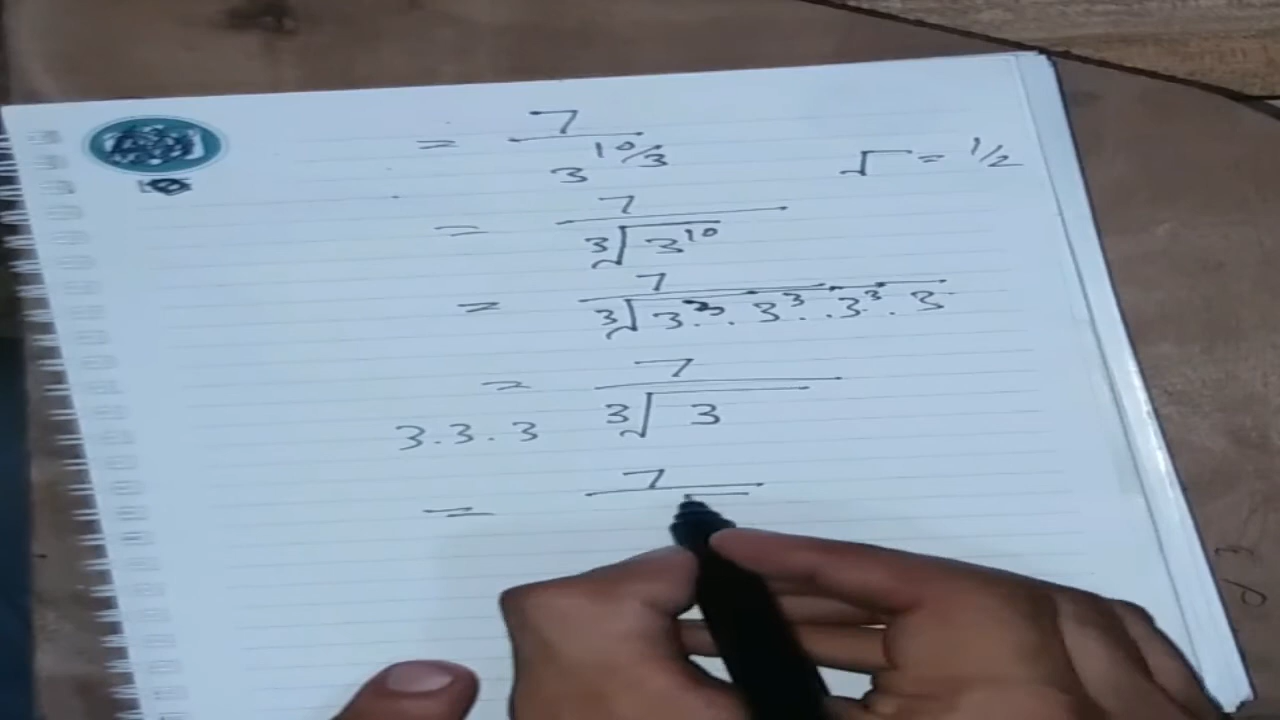 = 7 / 3^10/3
√ = 1/2
= 7 / ∛3^10
= 7 / ∛3^3 . 3^3 . 3^3 . 3
= 7 / ∛3
3.3.3
= 7